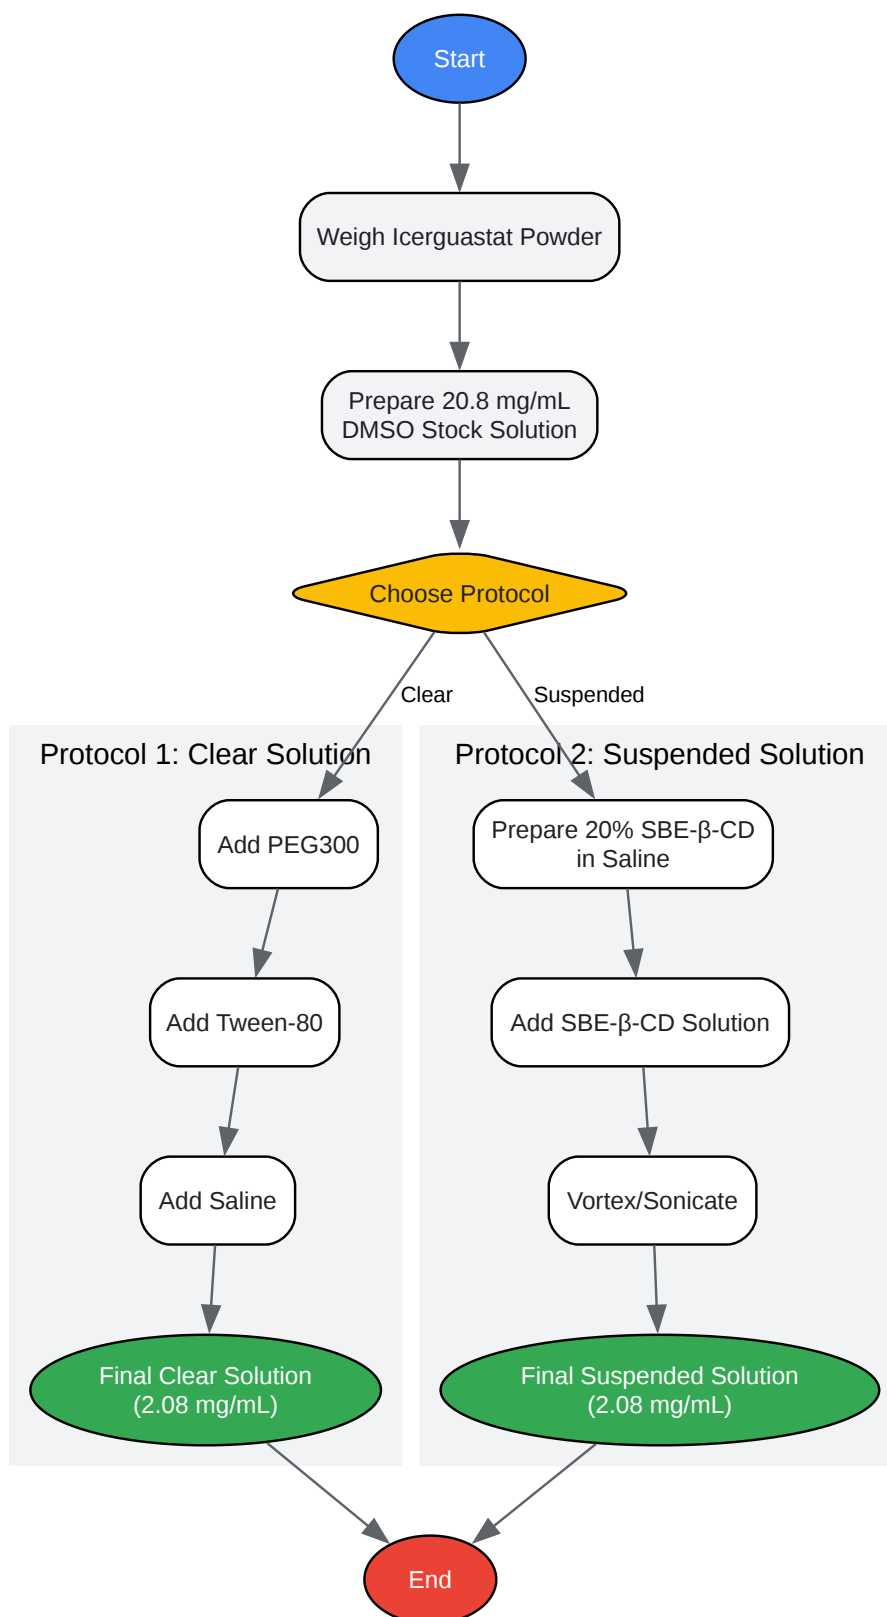 Start
Weigh Icerguastat Powder
Prepare 20.8 mg/mL
DMSO Stock Solution
Choose Protocol
Clear
Suspended
Protocol 1: Clear Solution
Add PEG300
Add Tween-80
Add Saline
Final Clear Solution
(2.08 mg/mL)
Protocol 2: Suspended Solution
Prepare 20% SBE-β-CD
in Saline
Add SBE-β-CD Solution
Vortex/Sonicate
Final Suspended Solution
(2.08 mg/mL)
End